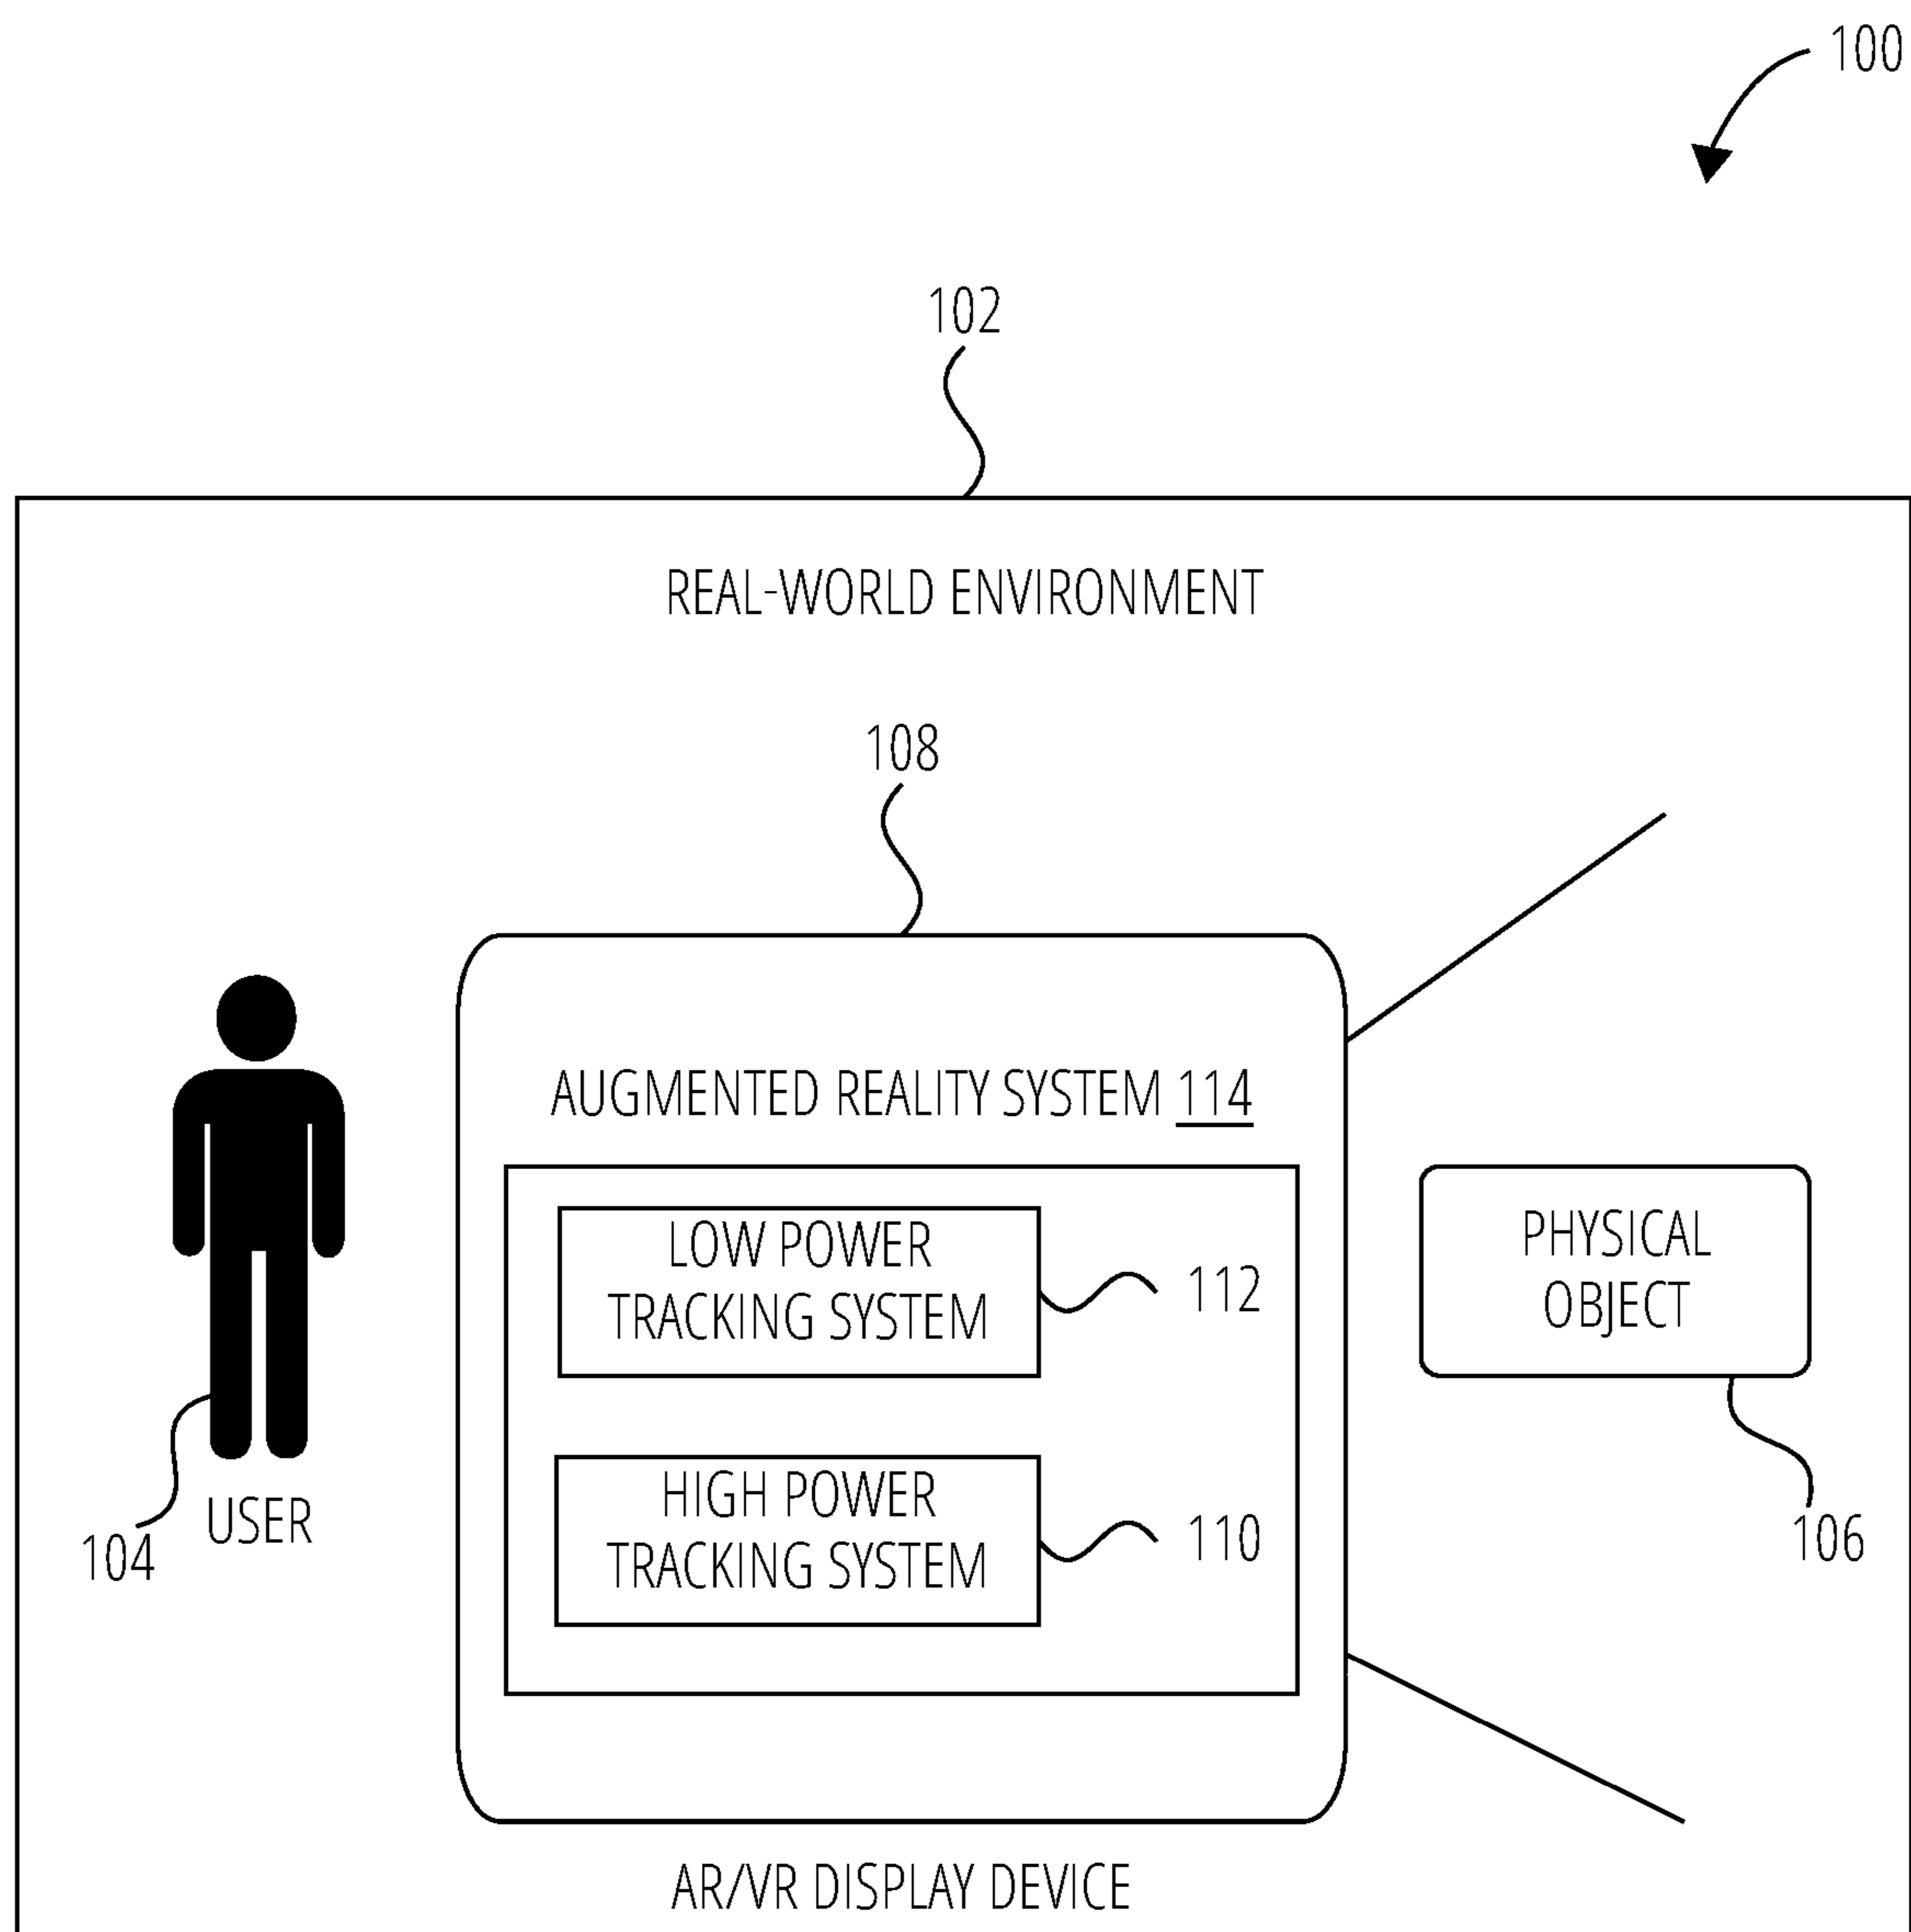 100
102
REAL-WORLD ENVIRONMENT
108
AUGMENTED REALITY SYSTEM 114
LOW POWER
TRACKING SYSTEM
112
PHYSICAL
OBJECT
HIGH POWER
TRACKING SYSTEM
110
106
USER
104
AR/VR DISPLAY DEVICE